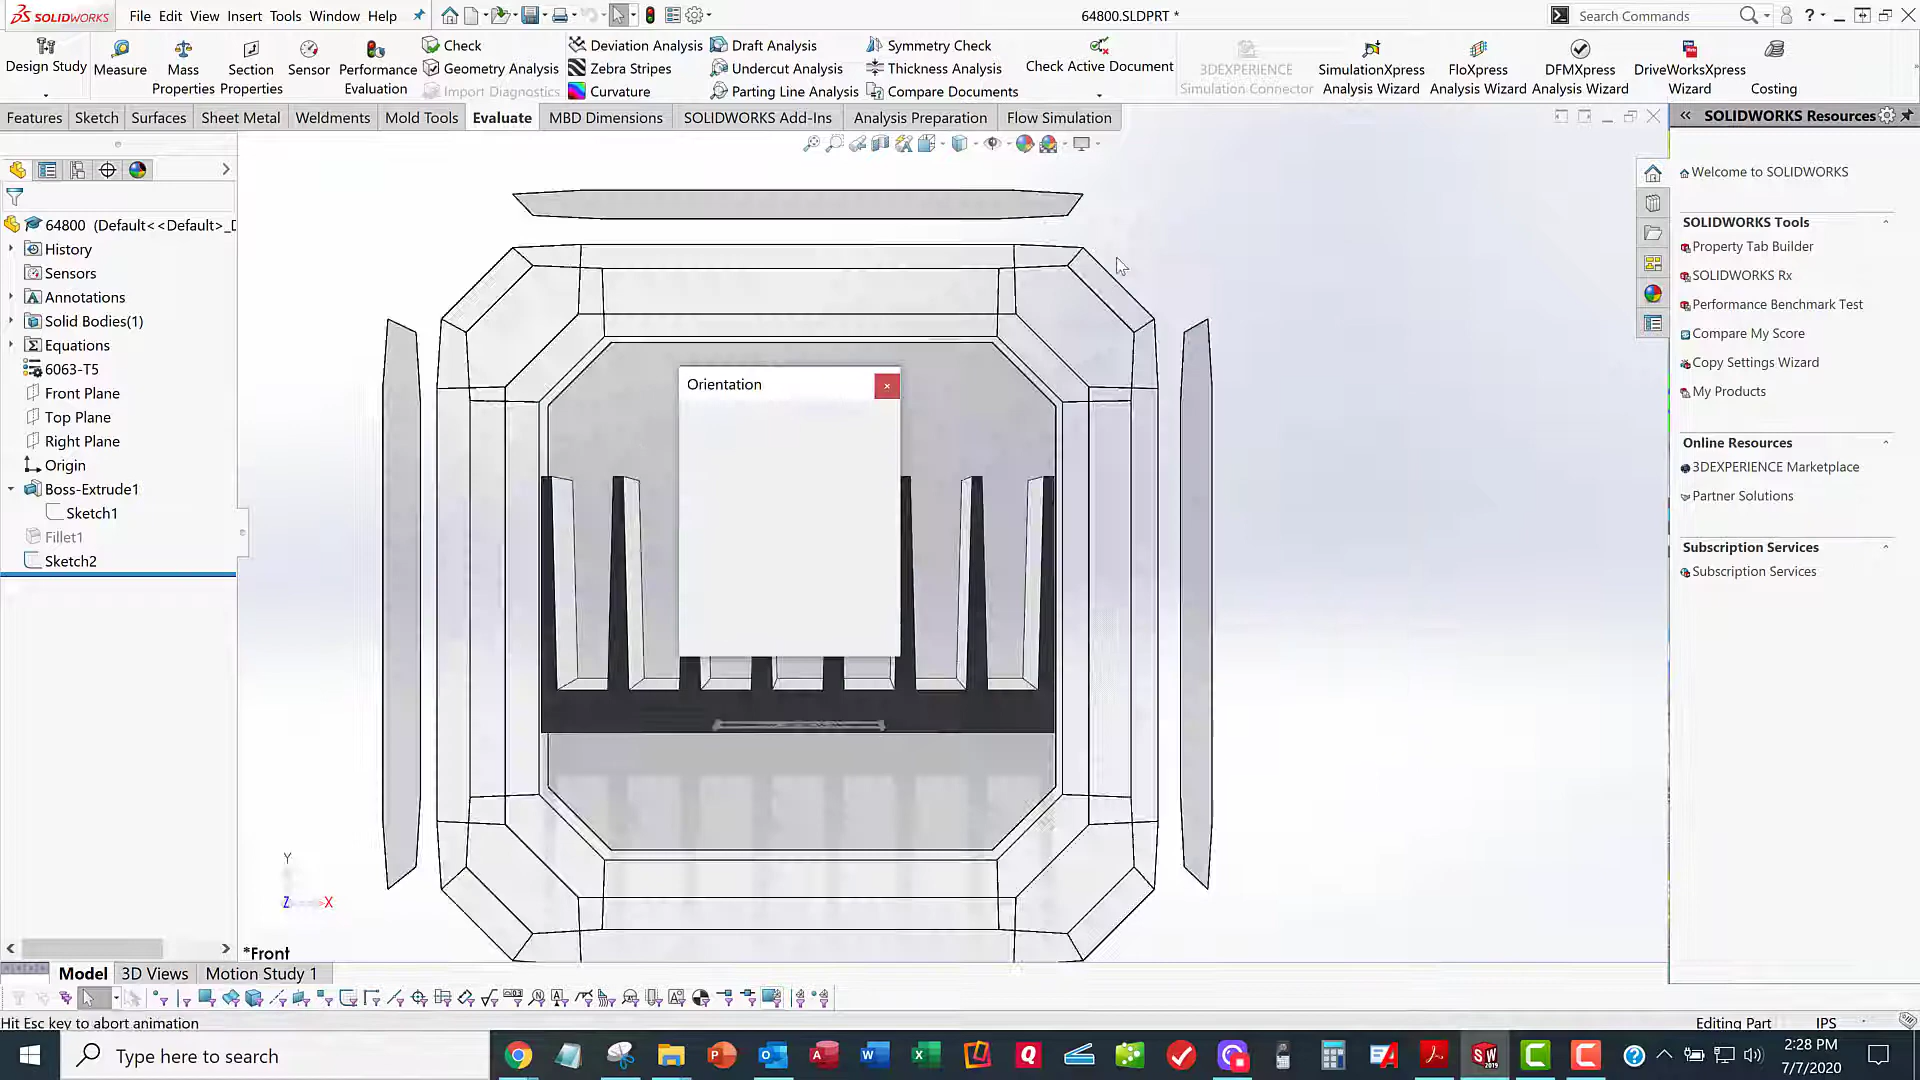 SOLIDWORKS File Edit View Insert Tools Window Help 64800.SLDPRT * Search Commands
Design Study Measure Mass Properties Section Properties Sensor Performance Evaluation
Check Geometry Analysis Import Diagnostics
Deviation Analysis Zebra Stripes Curvature
Draft Analysis Undercut Analysis Parting Line Analysis
Symmetry Check Thickness Analysis Compare Documents
Check Active Document
3DEXPERIENCE Simulation Connector
SimulationXpress Analysis Wizard
FloXpress Analysis Wizard
DFMXpress Analysis Wizard
DriveWorksXpress Wizard
Costing
Features Sketch Surfaces Sheet Metal Weldments Mold Tools Evaluate MBD Dimensions SOLIDWORKS Add-Ins Analysis Preparation Flow Simulation
64800 (Default<<Default>_D
History
Sensors
Annotations
Solid Bodies(1)
Equations
6063-T5
Front Plane
Top Plane
Right Plane
Origin
Boss-Extrude1
Sketch1
Fillet1
Sketch2
Orientation
Y
Z X
*Front
SOLIDWORKS Resources
Welcome to SOLIDWORKS
SOLIDWORKS Tools
Property Tab Builder
SOLIDWORKS Rx
Performance Benchmark Test
Compare My Score
Copy Settings Wizard
My Products
Online Resources
3DEXPERIENCE Marketplace
Partner Solutions
Subscription Services
Subscription Services
Model 3D Views Motion Study 1
Hit Esc key to abort animation Editing Part IPS
Type here to search
2:28 PM
7/7/2020